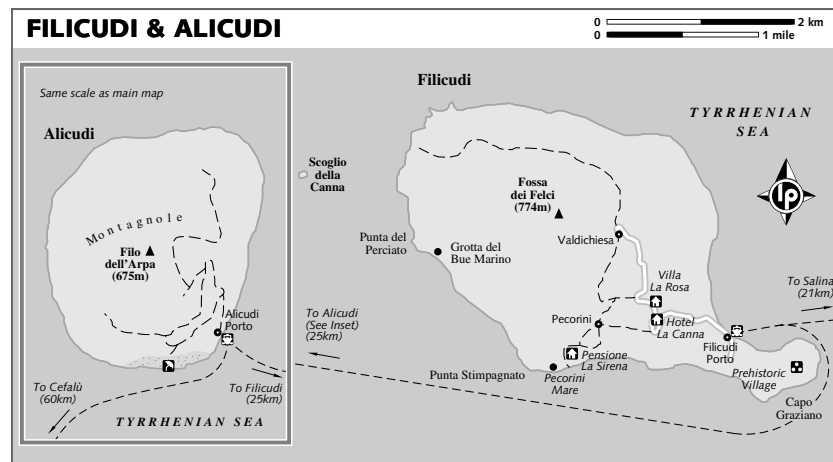 FILICUDI & ALICUDI
0 2 km
0 1 mile
Same scale as main map
Alicudi
Montagnole
Filo
dell'Arpa
(675m)
Alicudi
Porto
To Cefalù
(60km)
To Filicudi
(25km)
TYRRHENIAN SEA
Filicudi
TYRRHENIAN
SEA
Scoglio
della
Canna
Fossa
dei Felci
(774m)
lp
Punta del
Perciato
Grotta del
Bue Marino
Valdichiesa
Villa
La Rosa
To Salina
(21km)
To Alicudi
(See Inset)
(25km)
Pecorini
Hotel
La Canna
Filicudi
Porto
Pensione
La Sirena
Punta Stimpagnato
Pecorini
Mare
Prehistoric
Village
Capo
Graziano